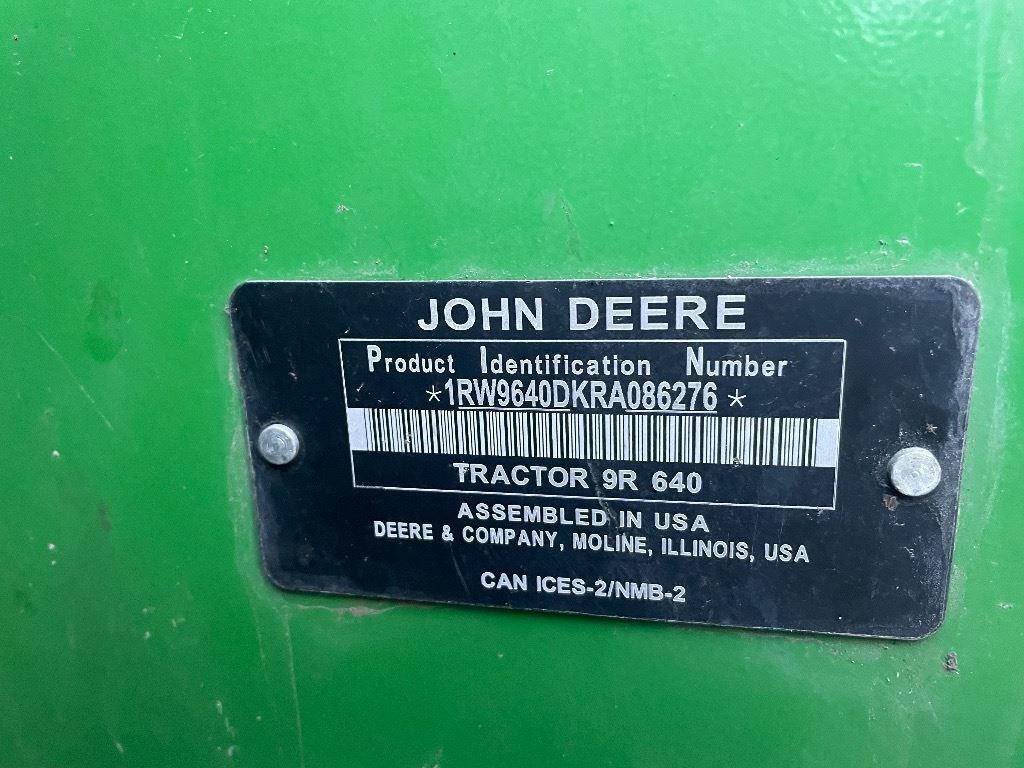 JOHN DEERE
Product Identification Number
*1RW9640DKRA086276*
TRACTOR 9R 640
ASSEMBLED IN USA
DEERE & COMPANY, MOLINE, ILLINOIS, USA
CAN ICES-2/NMB-2